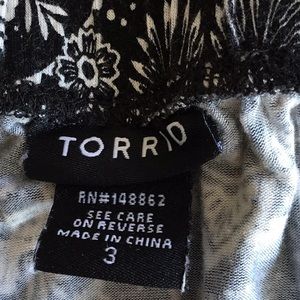 TORRID
RN#148862
SEE CARE
ON REVERSE
MADE IN CHINA
3